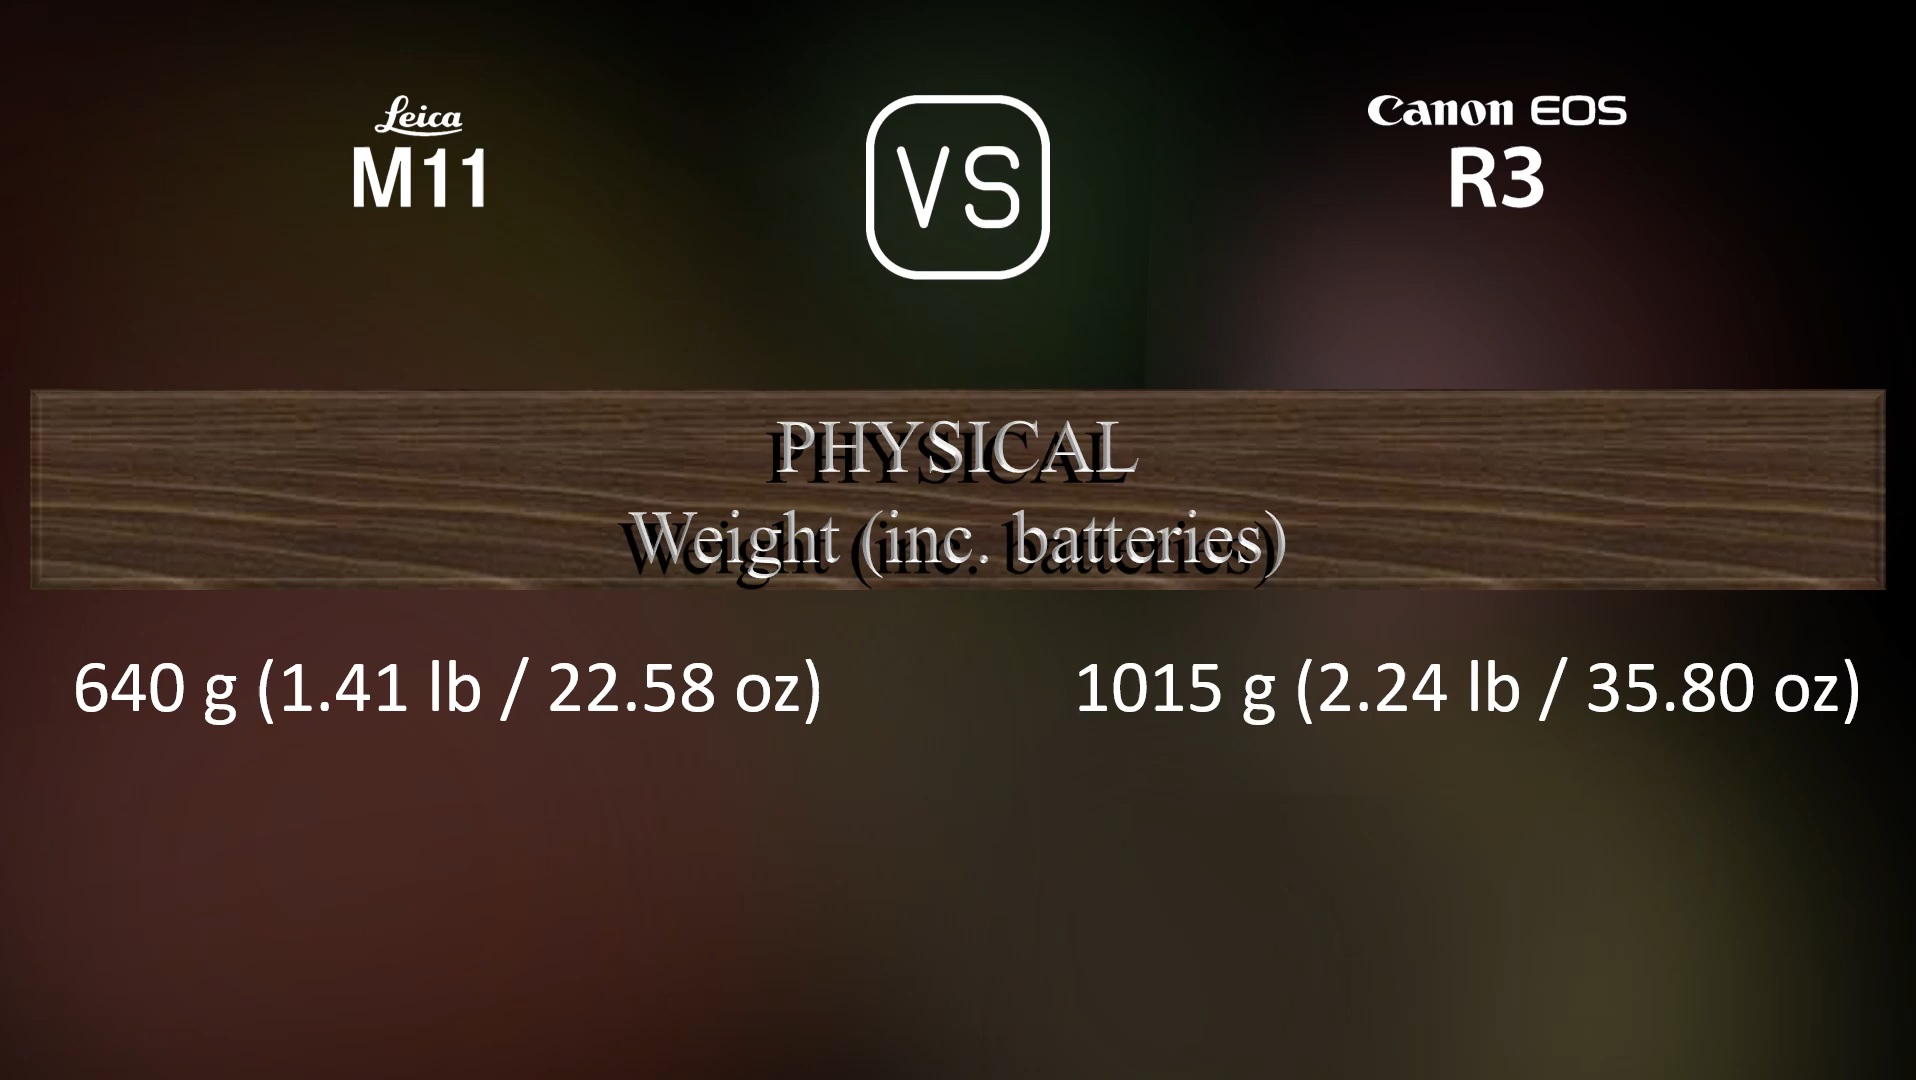 Leica
M11
VS
Canon EOS
R3
PHYSICAL
Weight (inc. batteries)
640 g (1.41 lb / 22.58 oz)
1015 g (2.24 lb / 35.80 oz)